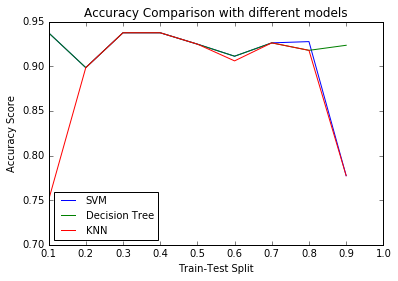 Accuracy Comparison with different models
0.95
0.90
0.85
0.80
0.75
0.70
Accuracy Score
SVM
Decision Tree
KNN
0.1 0.2 0.3 0.4 0.5 0.6 0.7 0.8 0.9 1.0
Train-Test Split